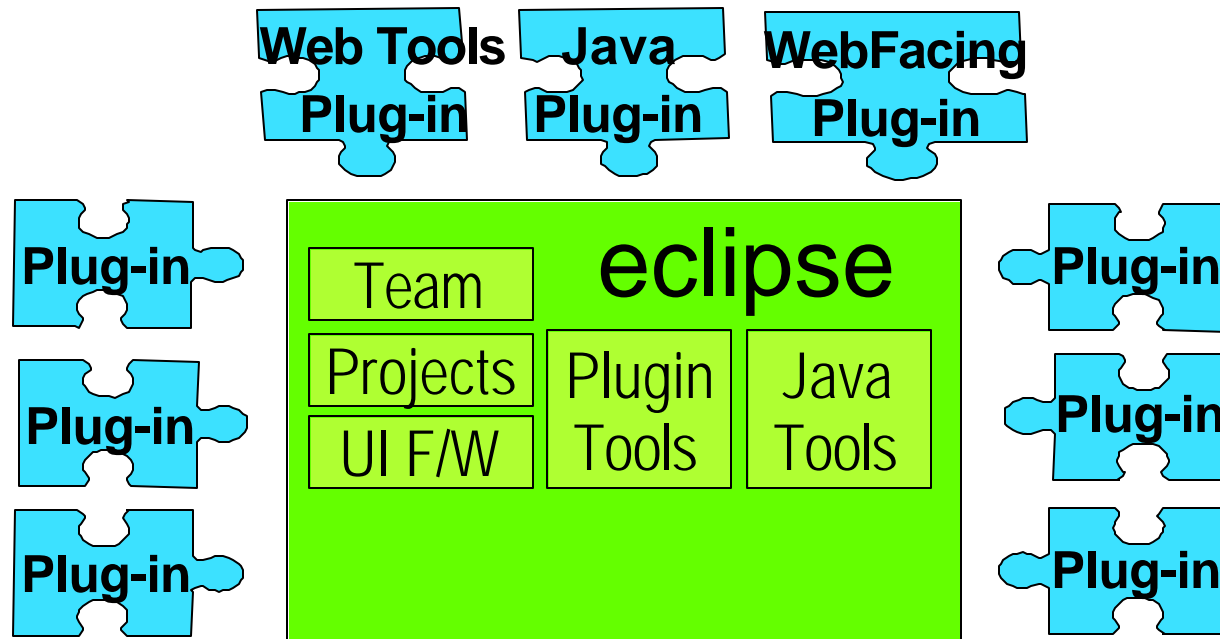 Web Tools
Plug-in
Java
Plug-in
WebFacing
Plug-in
Plug-in
Plug-in
Plug-in
eclipse
Team
Projects
UI F/W
Plugin
Tools
Java
Tools
Plug-in
Plug-in
Plug-in